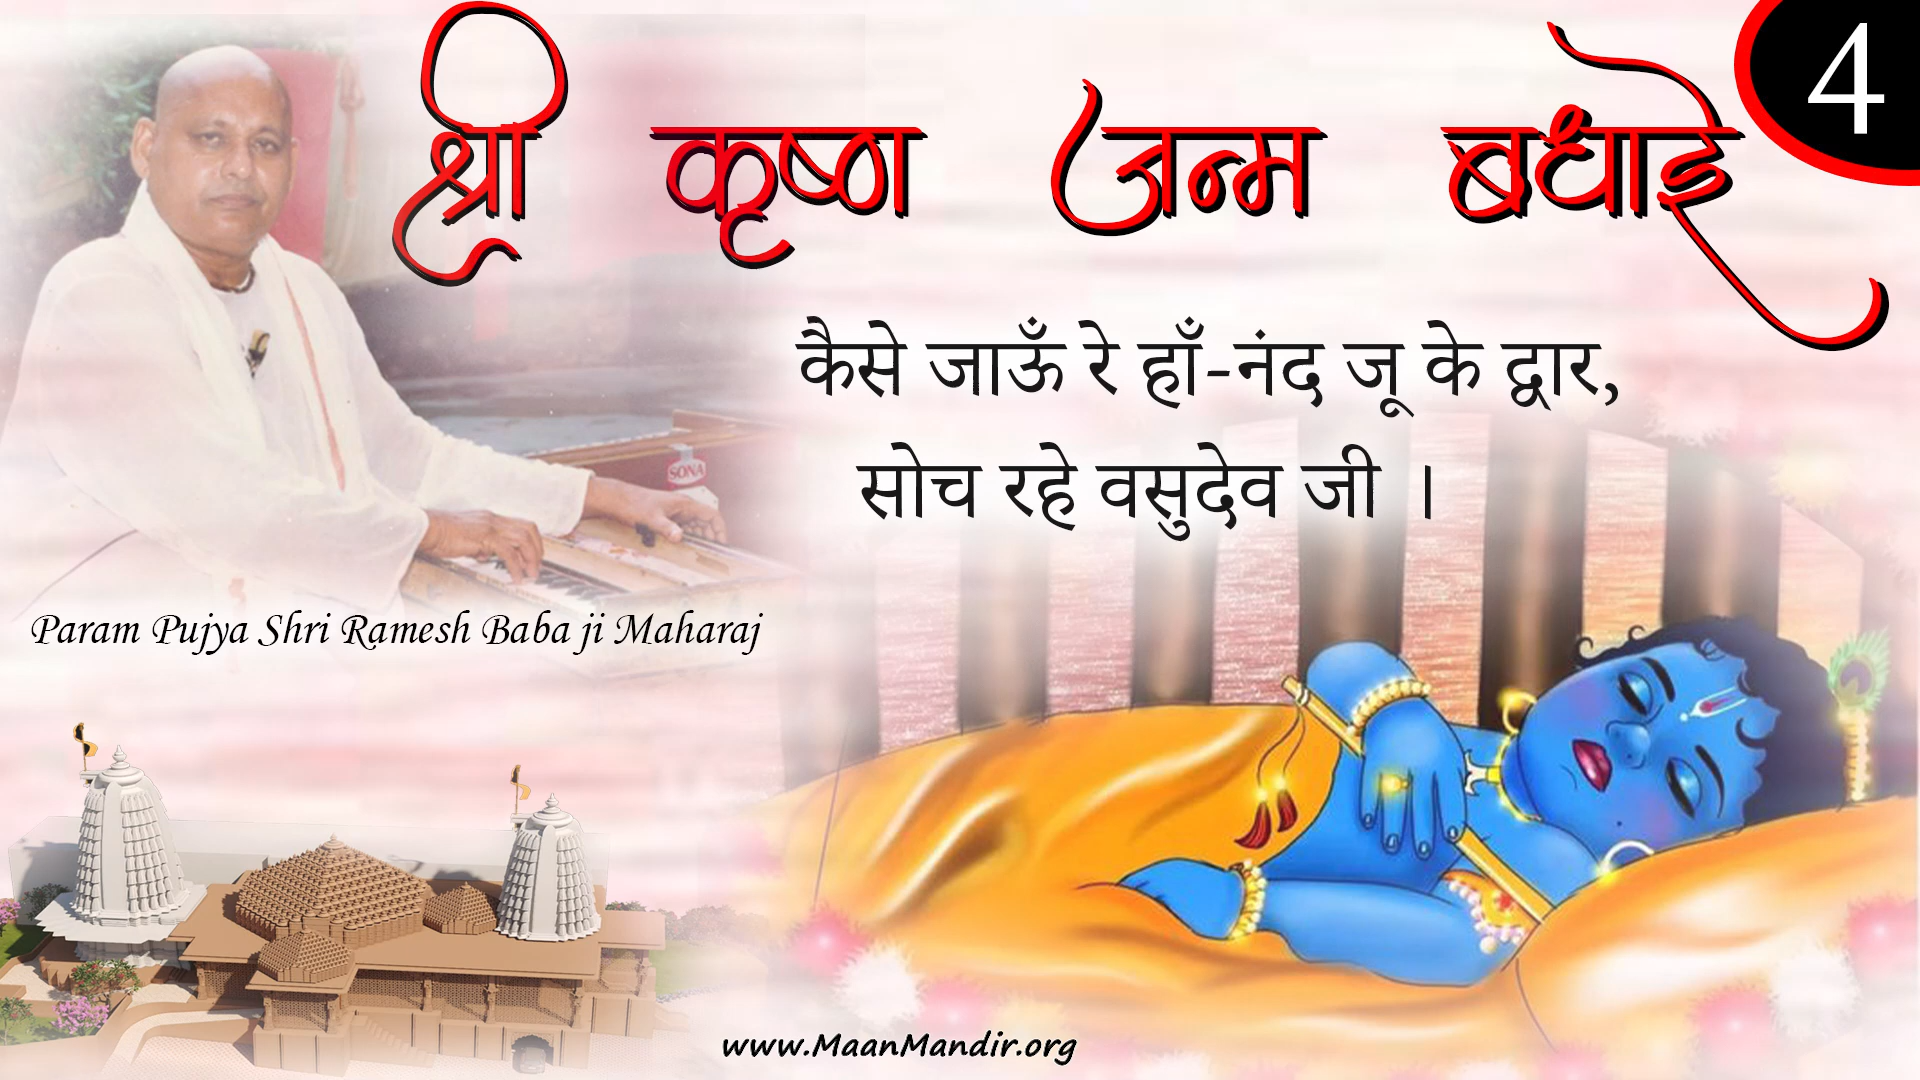 श्री कृष्ण जन्म बधाई
4
कैसे जाऊँ रे हाँ-नंद जू के द्वार,
सोच रहे वसुदेव जी ।
SONA
Param Pujya Shri Ramesh Baba ji Maharaj
www.MaanMandir.org